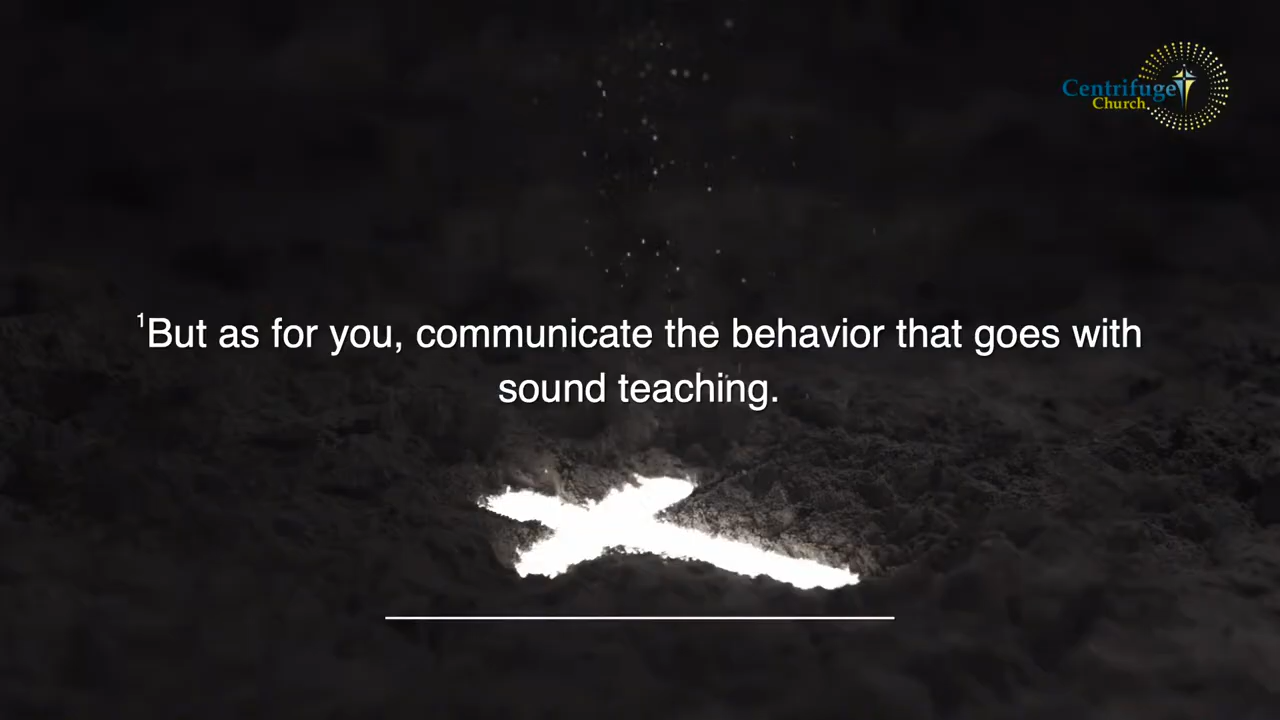 Centrifuge
Church
¹But as for you, communicate the behavior that goes with
sound teaching.